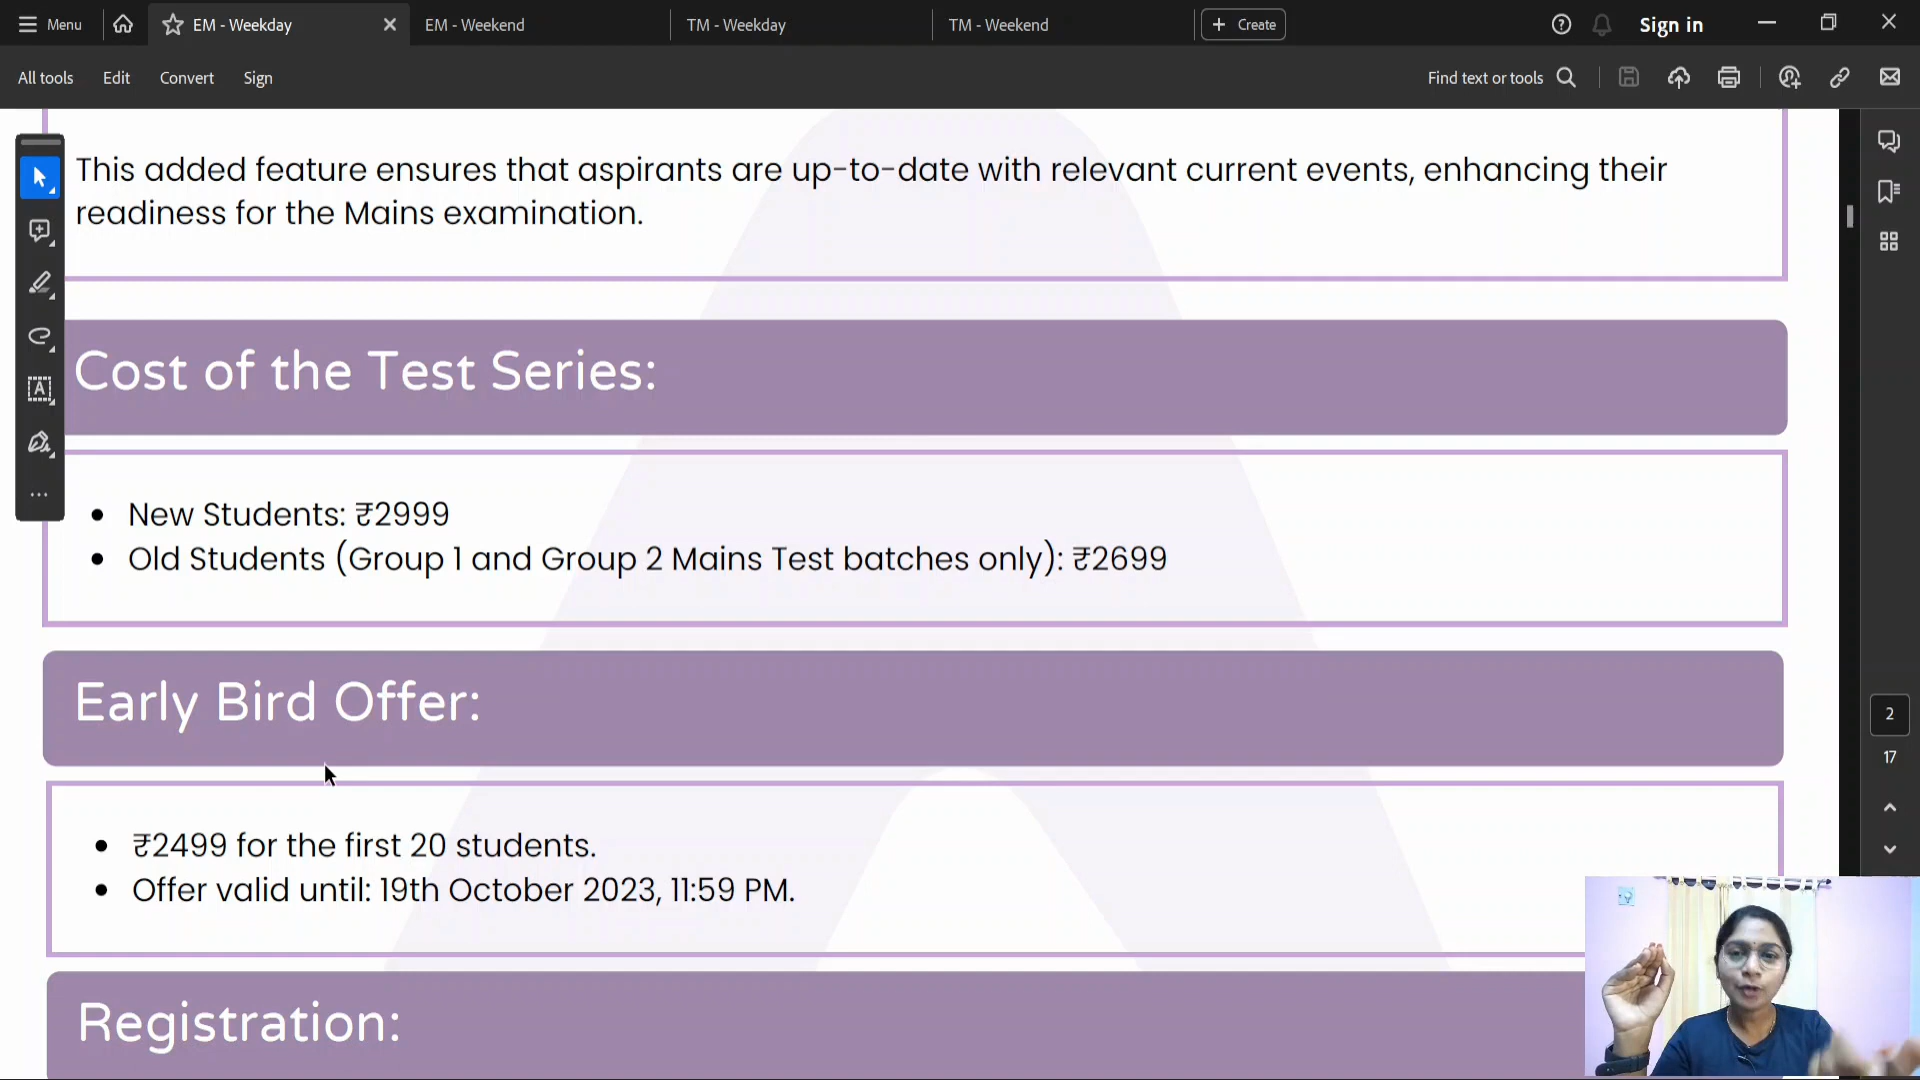 Menu
EM - Weekday
EM - Weekend
TM - Weekday
TM - Weekend
Create
Sign in
All tools
Edit
Convert
Sign
Find text or tools
This added feature ensures that aspirants are up-to-date with relevant current events, enhancing their
readiness for the Mains examination.
Cost of the Test Series:
• New Students: ₹2999
• Old Students (Group 1 and Group 2 Mains Test batches only): ₹2699
Early Bird Offer:
• ₹2499 for the first 20 students.
• Offer valid until: 19th October 2023, 11:59 PM.
Registration:
2
17